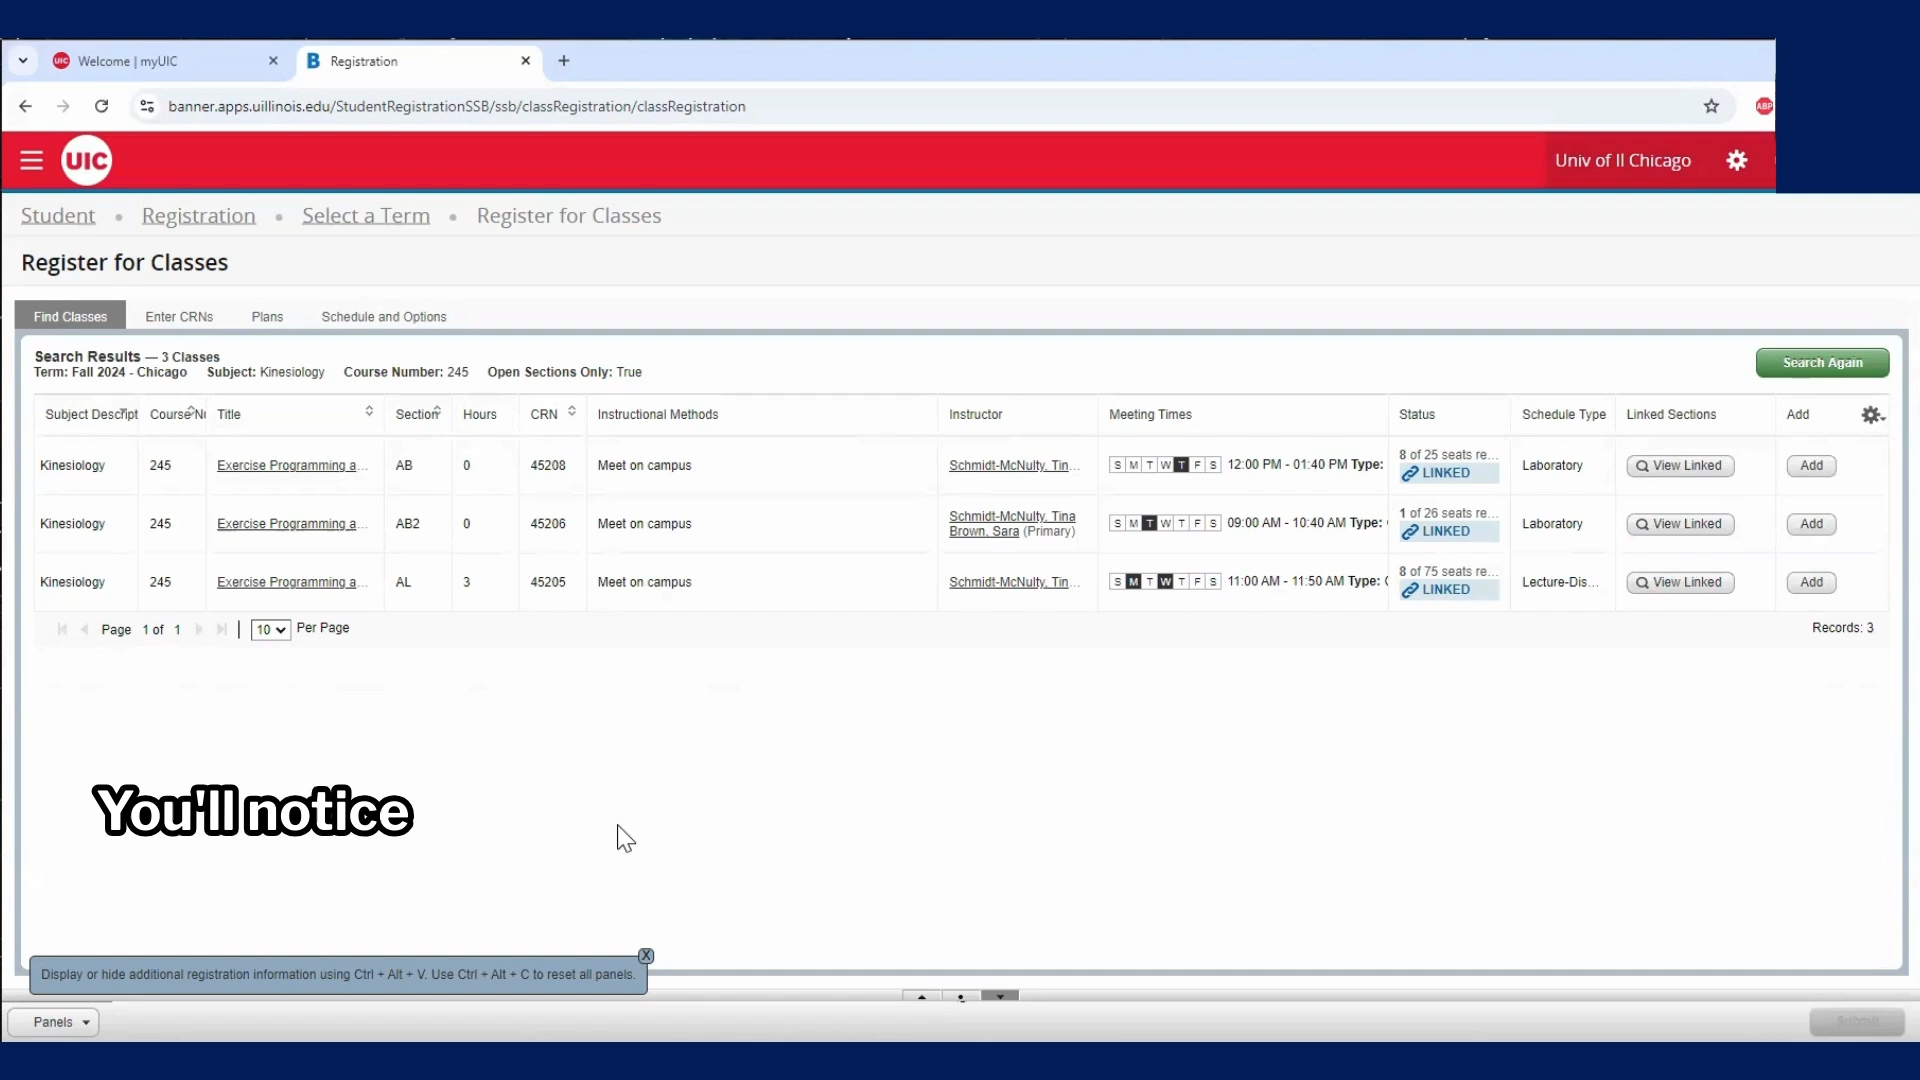 Welcome | myUIC
Registration
banner.apps.uillinois.edu/StudentRegistrationSSB/ssb/classRegistration/classRegistration
ABP
UIC
Univ of Il Chicago
Student • Registration • Select a Term • Register for Classes
Register for Classes
Find Classes Enter CRNs Plans Schedule and Options
Search Results — 3 Classes
Term: Fall 2024 - Chicago Subject: Kinesiology Course Number: 245 Open Sections Only: True
Search Again
Subject Descript Course Nu Title Section Hours CRN Instructional Methods Instructor Meeting Times Status Schedule Type Linked Sections Add
Kinesiology 245 Exercise Programming a... AB 0 45208 Meet on campus Schmidt-McNulty, Tin... S M T W T F S 12:00 PM - 01:40 PM Type: 8 of 25 seats re... LINKED Laboratory View Linked Add
Kinesiology 245 Exercise Programming a... AB2 0 45206 Meet on campus Schmidt-McNulty, Tina Brown, Sara (Primary) S M T W T F S 09:00 AM - 10:40 AM Type: 1 of 26 seats re... LINKED Laboratory View Linked Add
Kinesiology 245 Exercise Programming a... AL 3 45205 Meet on campus Schmidt-McNulty, Tin... S M T W T F S 11:00 AM - 11:50 AM Type: 8 of 75 seats re... LINKED Lecture-Dis... View Linked Add
Page 1 of 1 | 10 Per Page Records: 3
You'll notice
Display or hide additional registration information using Ctrl + Alt + V. Use Ctrl + Alt + C to reset all panels.
X
Panels